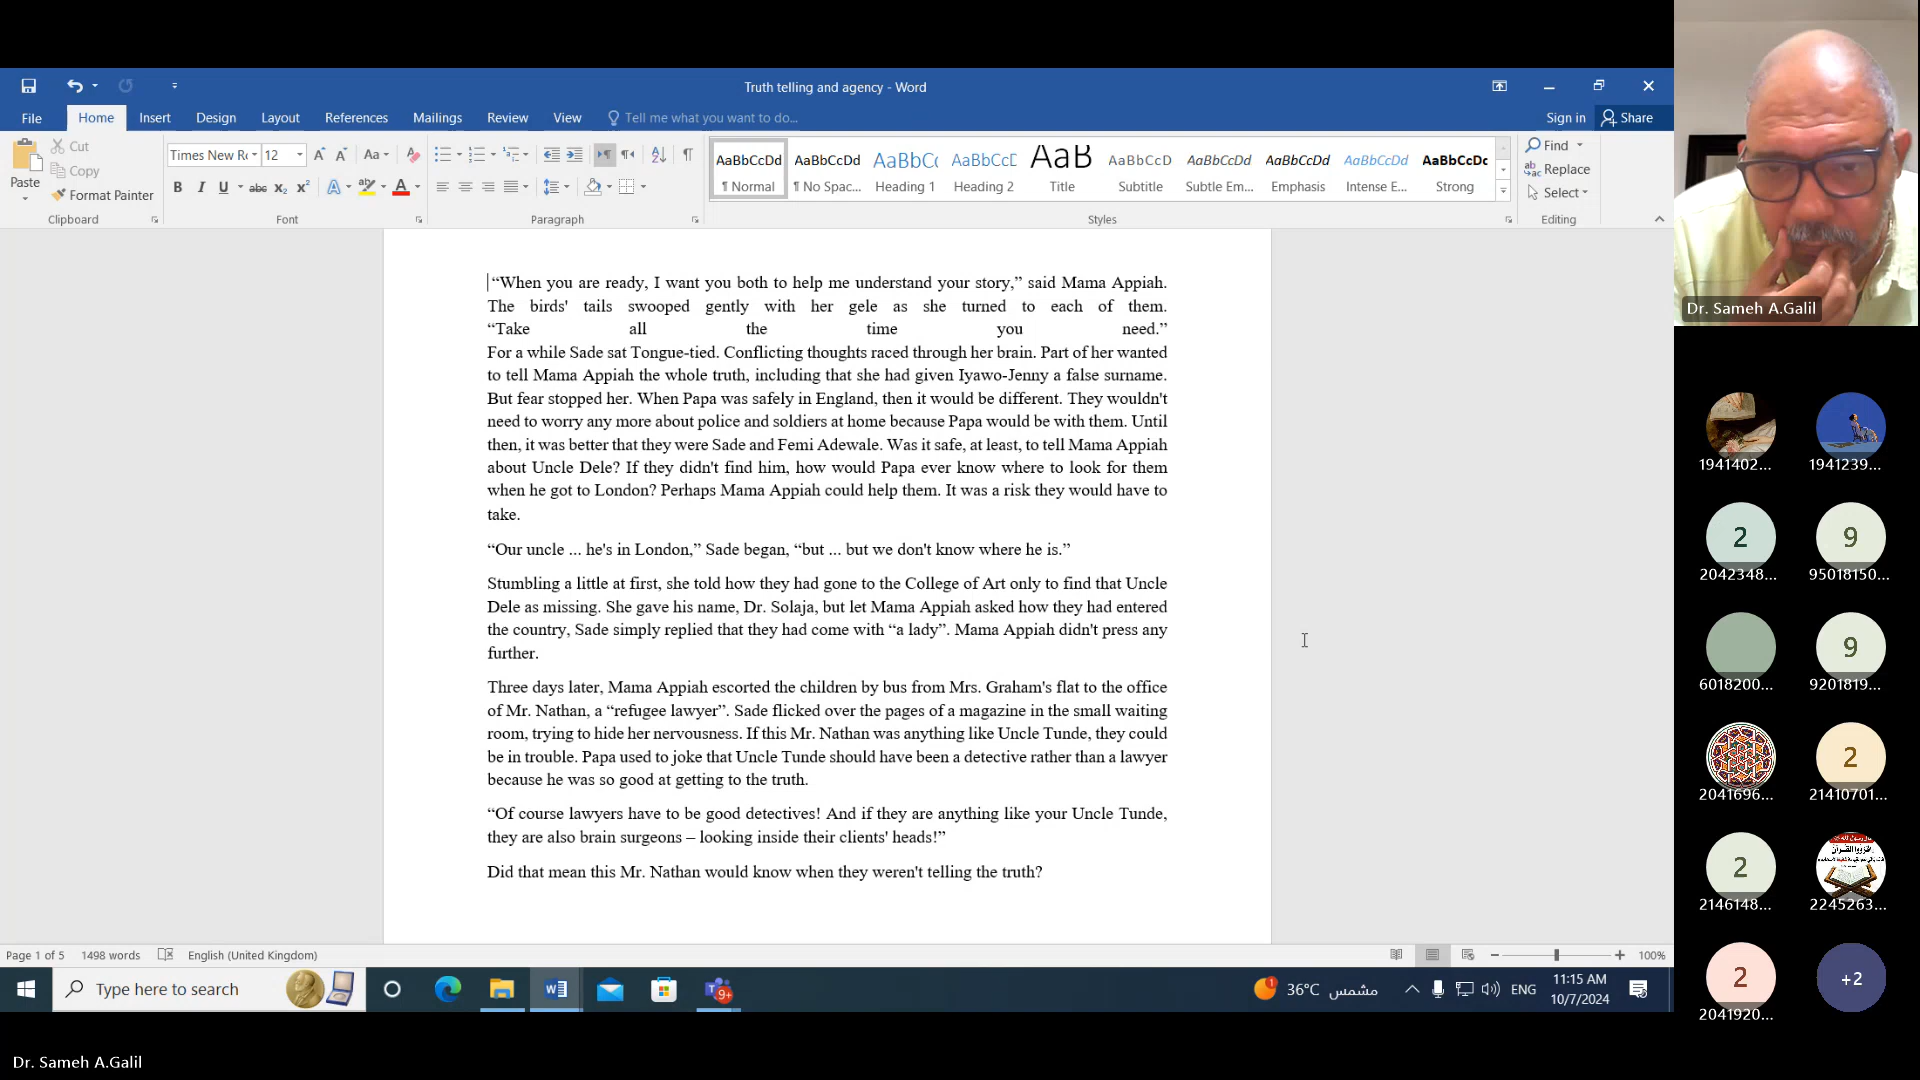 Truth telling and agency - Word
File
Home
Insert
Design
Layout
References
Mailings
Review
View
Tell me what you want to do...
Sign in
Share
Paste
Cut
Copy
Format Painter
Clipboard
Times New Ro
12
Font
Paragraph
AaBbCcDd
¶ Normal
AaBbCcDd
¶ No Spac...
AaBbCc
Heading 1
AaBbCcD
Heading 2
AaB
Title
AaBbCcD
Subtitle
AaBbCcDd
Subtle Em...
AaBbCcDd
Emphasis
AaBbCcDd
Intense E...
AaBbCcDc
Strong
Styles
Find
Replace
Select
Editing
“When you are ready, I want you both to help me understand your story,” said Mama Appiah.
The birds' tails swooped gently with her gele as she turned to each of them.
“Take all the time you need.”
For a while Sade sat Tongue-tied. Conflicting thoughts raced through her brain. Part of her wanted
to tell Mama Appiah the whole truth, including that she had given Iyawo-Jenny a false surname.
But fear stopped her. When Papa was safely in England, then it would be different. They wouldn't
need to worry any more about police and soldiers at home because Papa would be with them. Until
then, it was better that they were Sade and Femi Adewale. Was it safe, at least, to tell Mama Appiah
about Uncle Dele? If they didn't find him, how would Papa ever know where to look for them
when he got to London? Perhaps Mama Appiah could help them. It was a risk they would have to
take.
“Our uncle ... he's in London,” Sade began, “but ... but we don't know where he is.”
Stumbling a little at first, she told how they had gone to the College of Art only to find that Uncle
Dele as missing. She gave his name, Dr. Solaja, but let Mama Appiah asked how they had entered
the country, Sade simply replied that they had come with “a lady”. Mama Appiah didn't press any
further.
Three days later, Mama Appiah escorted the children by bus from Mrs. Graham's flat to the office
of Mr. Nathan, a “refugee lawyer”. Sade flicked over the pages of a magazine in the small waiting
room, trying to hide her nervousness. If this Mr. Nathan was anything like Uncle Tunde, they could
be in trouble. Papa used to joke that Uncle Tunde should have been a detective rather than a lawyer
because he was so good at getting to the truth.
“Of course lawyers have to be good detectives! And if they are anything like your Uncle Tunde,
they are also brain surgeons – looking inside their clients' heads!”
Did that mean this Mr. Nathan would know when they weren't telling the truth?
Page 1 of 5
1498 words
English (United Kingdom)
100%
Type here to search
36°C مشمس
ENG
11:15 AM
10/7/2024
Dr. Sameh A.Galil
Dr. Sameh A.Galil
1941402...
1941239...
2
2042348...
9
95018150...
6018200...
9
9201819...
2041696...
2
21410701...
2
2146148...
2245263...
2
2041920...
+2